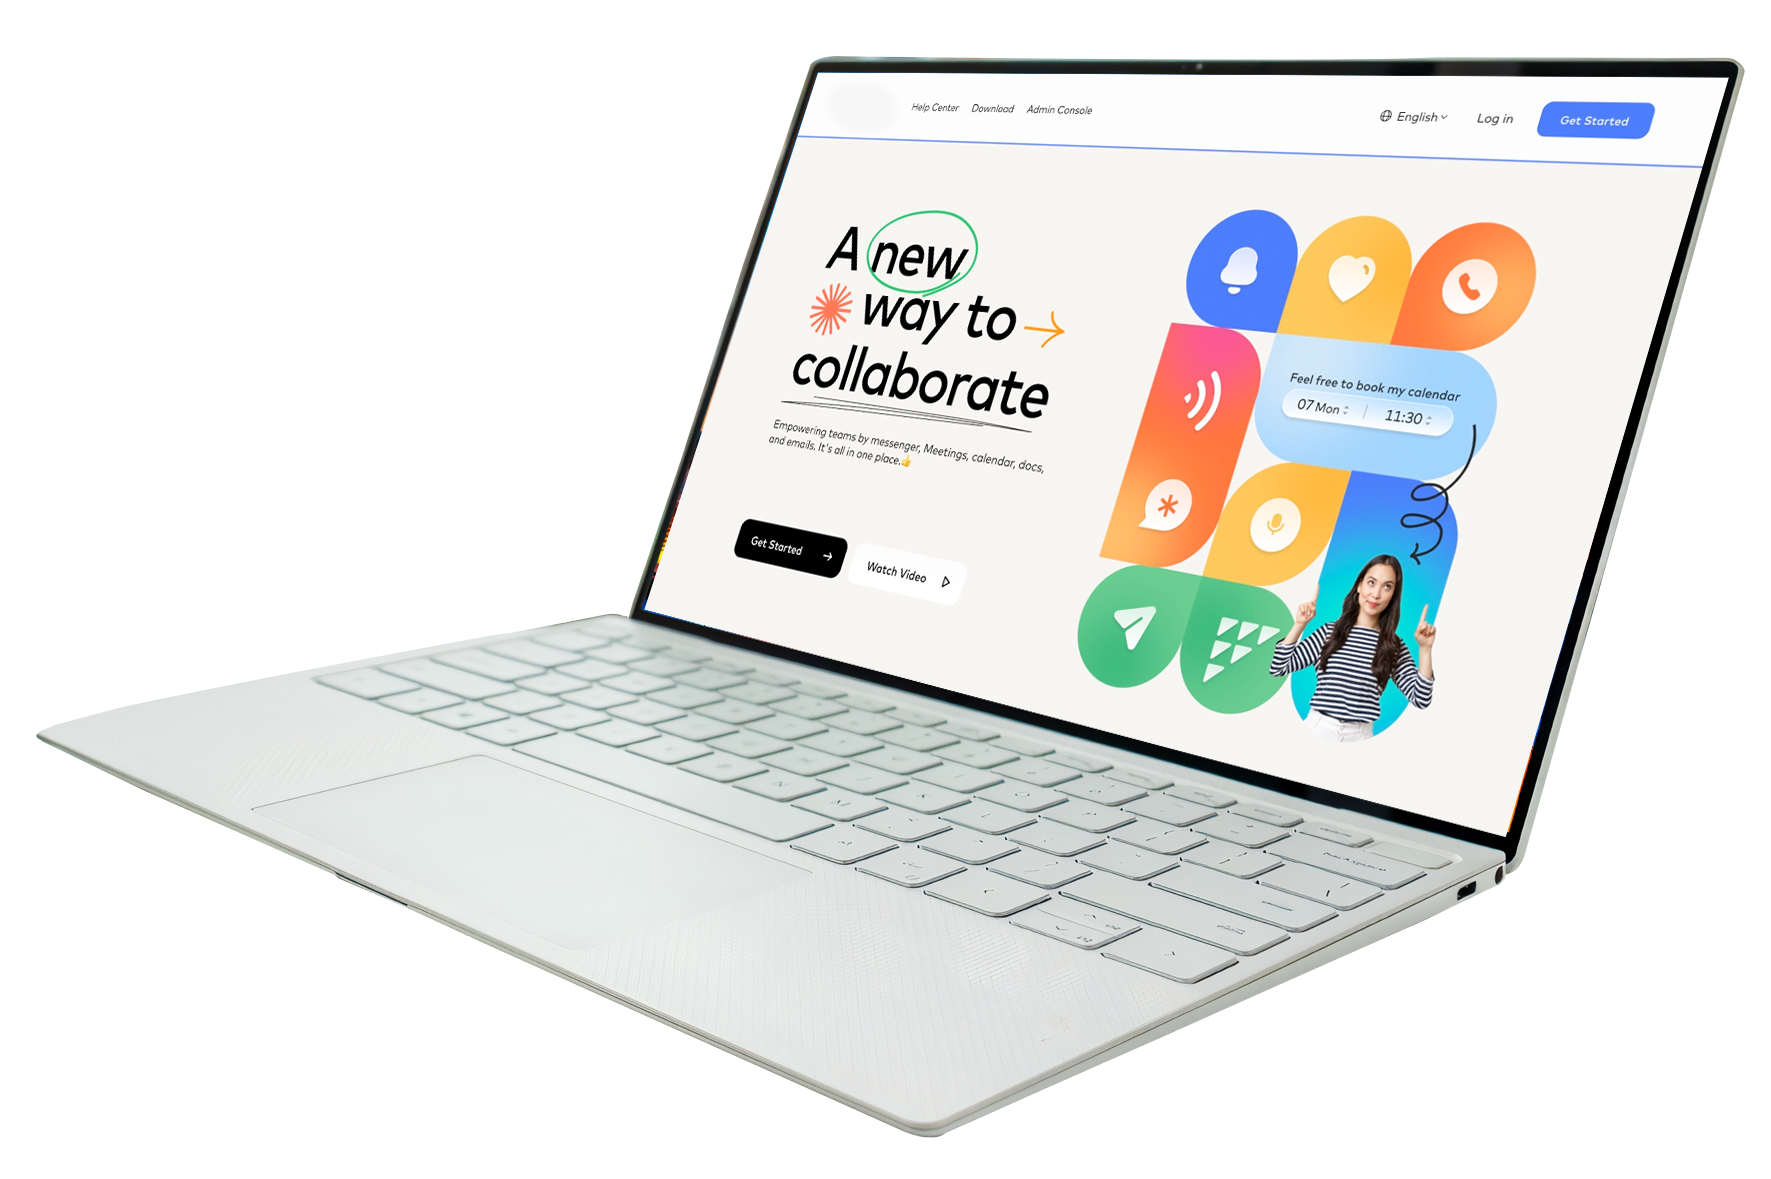 Help Center Download Admin Console
English Log in Get Started
A new
way to
collaborate
Empowering teams by messenger, Meetings, calendar, docs,
and emails. It's all in one place.👍
Get Started
Watch Video
Feel free to book my calendar
07 Mon 11:30